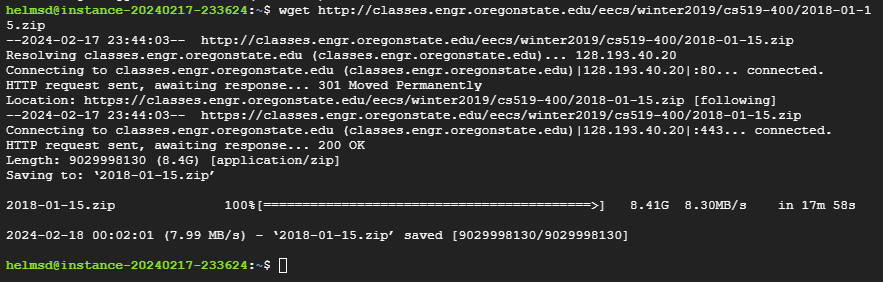 helmsd@instance-20240217-233624:~$ wget http://classes.engr.oregonstate.edu/eecs/winter2019/cs519-400/2018-01-1
5.zip
--2024-02-17 23:44:03--  http://classes.engr.oregonstate.edu/eecs/winter2019/cs519-400/2018-01-15.zip
Resolving classes.engr.oregonstate.edu (classes.engr.oregonstate.edu)... 128.193.40.20
Connecting to classes.engr.oregonstate.edu (classes.engr.oregonstate.edu)|128.193.40.20|:80... connected.
HTTP request sent, awaiting response... 301 Moved Permanently
Location: https://classes.engr.oregonstate.edu/eecs/winter2019/cs519-400/2018-01-15.zip [following]
--2024-02-17 23:44:03--  https://classes.engr.oregonstate.edu/eecs/winter2019/cs519-400/2018-01-15.zip
Connecting to classes.engr.oregonstate.edu (classes.engr.oregonstate.edu)|128.193.40.20|:443... connected.
HTTP request sent, awaiting response... 200 OK
Length: 9029998130 (8.4G) [application/zip]
Saving to: ‘2018-01-15.zip’
2018-01-15.zip               100%[===========================================>]   8.41G  8.30MB/s    in 17m 58s
2024-02-18 00:02:01 (7.99 MB/s) - ‘2018-01-15.zip’ saved [9029998130/9029998130]
helmsd@instance-20240217-233624:~$